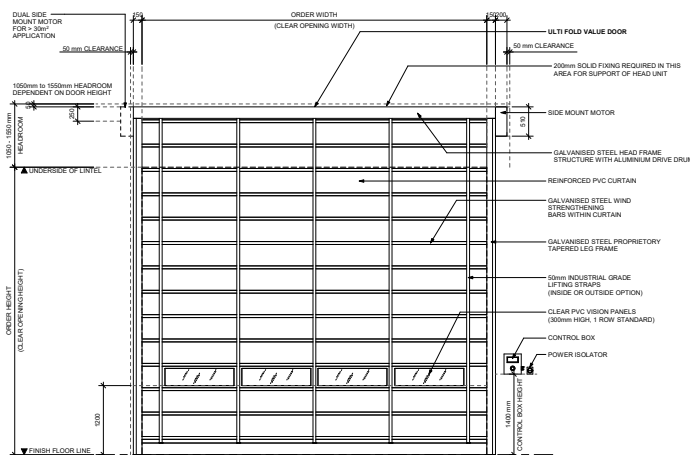 DUAL SIDE
MOUNT MOTOR
FOR > 30m²
APPLICATION
150
ORDER WIDTH
(CLEAR OPENING WIDTH)
150
200
50 mm CLEARANCE
50 mm CLEARANCE
ULTI FOLD VALUE DOOR
200mm SOLID FIXING REQUIRED IN THIS
AREA FOR SUPPORT OF HEAD UNIT
1050mm to 1550mm HEADROOM
DEPENDENT ON DOOR HEIGHT
250
1050 - 1550 mm
HEADROOM
SIDE MOUNT MOTOR
510
GALVANISED STEEL HEAD FRAME
STRUCTURE WITH ALUMINIUM DRIVE DRUM
UNDERSIDE OF LINTEL
REINFORCED PVC CURTAIN
GALVANISED STEEL WIND
STRENGTHENING
BARS WITHIN CURTAIN
GALVANISED STEEL PROPRIETARY
TAPERED LEG FRAME
50mm INDUSTRIAL GRADE
LIFTING STRAPS
(INSIDE OR OUTSIDE OPTION)
ORDER HEIGHT
(CLEAR OPENING HEIGHT)
CLEAR PVC VISION PANELS
(300mm HIGH, 1 ROW STANDARD)
CONTROL BOX
POWER ISOLATOR
1200
1400 mm
CONTROL BOX HEIGHT
FINISH FLOOR LINE